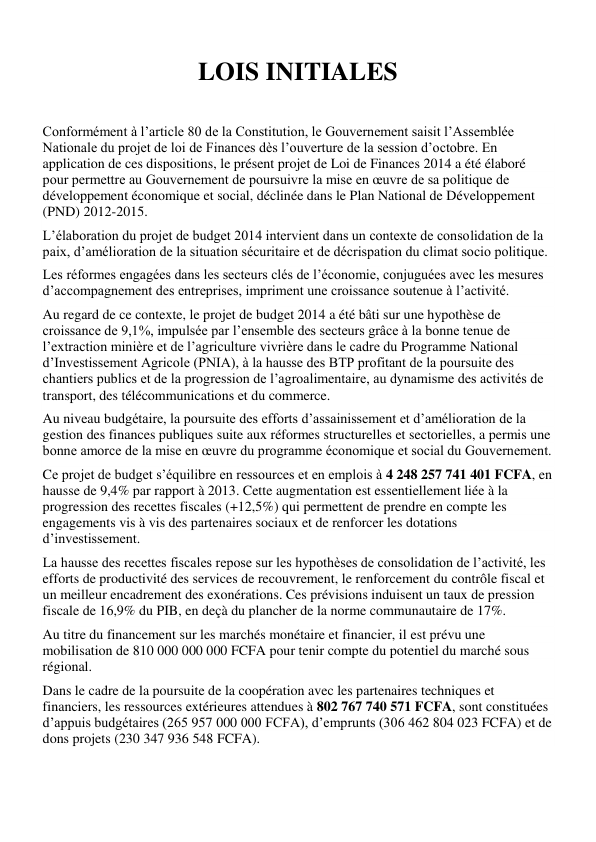 LOIS INITIALES
Conformément à l’article 80 de la Constitution, le Gouvernement saisit l’Assemblée
Nationale du projet de loi de Finances dès l’ouverture de la session d’octobre. En
application de ces dispositions, le présent projet de Loi de Finances 2014 a été élaboré
pour permettre au Gouvernement de poursuivre la mise en œuvre de sa politique de
développement économique et social, déclinée dans le Plan National de Développement
(PND) 2012-2015.
L’élaboration du projet de budget 2014 intervient dans un contexte de consolidation de la
paix, d’amélioration de la situation sécuritaire et de décrispation du climat socio politique.
Les réformes engagées dans les secteurs clés de l’économie, conjuguées avec les mesures
d’accompagnement des entreprises, impriment une croissance soutenue à l’activité.
Au regard de ce contexte, le projet de budget 2014 a été bâti sur une hypothèse de
croissance de 9,1%, impulsée par l’ensemble des secteurs grâce à la bonne tenue de
l’extraction minière et de l’agriculture vivrière dans le cadre du Programme National
d’Investissement Agricole (PNIA), à la hausse des BTP profitant de la poursuite des
chantiers publics et de la progression de l’agroalimentaire, au dynamisme des activités de
transport, des télécommunications et du commerce.
Au niveau budgétaire, la poursuite des efforts d’assainissement et d’amélioration de la
gestion des finances publiques suite aux réformes structurelles et sectorielles, a permis une
bonne amorce de la mise en œuvre du programme économique et social du Gouvernement.
Ce projet de budget s’équilibre en ressources et en emplois à 4 248 257 741 401 FCFA, en
hausse de 9,4% par rapport à 2013. Cette augmentation est essentiellement liée à la
progression des recettes fiscales (+12,5%) qui permettent de prendre en compte les
engagements vis à vis des partenaires sociaux et de renforcer les dotations
d’investissement.
La hausse des recettes fiscales repose sur les hypothèses de consolidation de l’activité, les
efforts de productivité des services de recouvrement, le renforcement du contrôle fiscal et
un meilleur encadrement des exonérations. Ces prévisions induisent un taux de pression
fiscale de 16,9% du PIB, en deçà du plancher de la norme communautaire de 17%.
Au titre du financement sur les marchés monétaire et financier, il est prévu une
mobilisation de 810 000 000 000 FCFA pour tenir compte du potentiel du marché sous
régional.
Dans le cadre de la poursuite de la coopération avec les partenaires techniques et
financiers, les ressources extérieures attendues à 802 767 740 571 FCFA, sont constituées
d’appuis budgétaires (265 957 000 000 FCFA), d’emprunts (306 462 804 023 FCFA) et de
dons projets (230 347 936 548 FCFA).